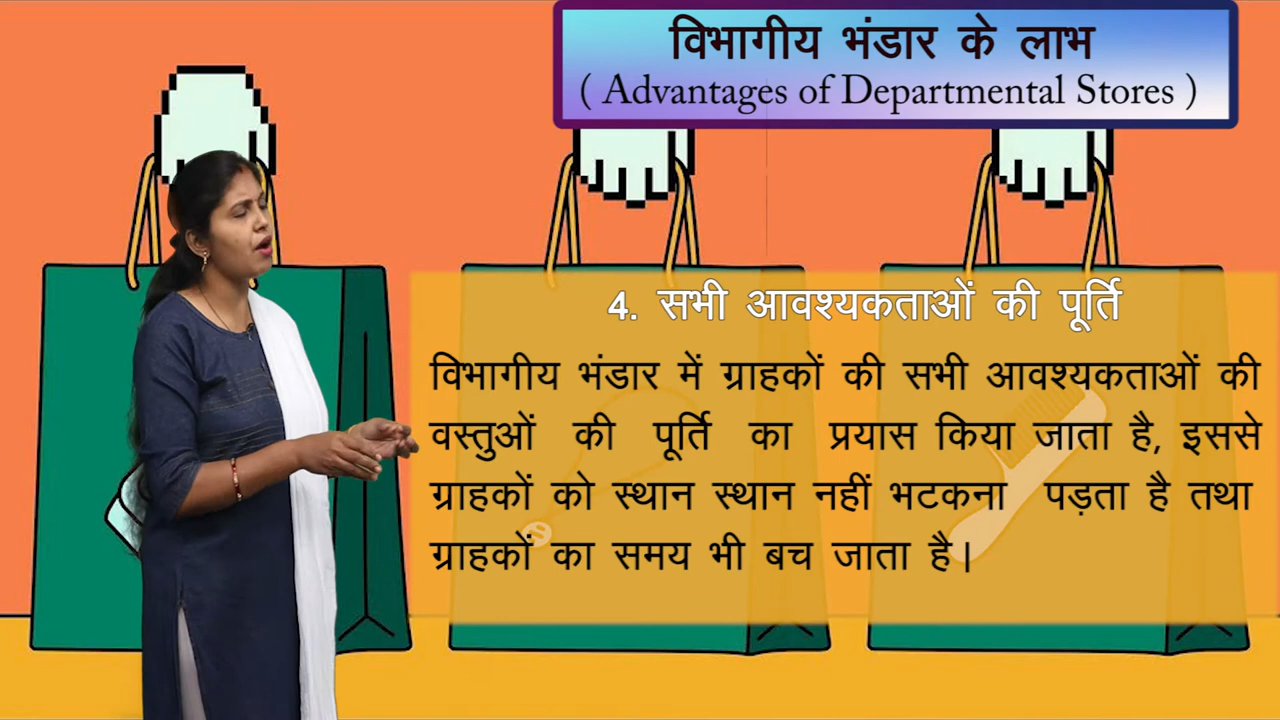 विभागीय भंडार के लाभ
( Advantages of Departmental Stores )
4. सभी आवश्यकताओं की पूर्ति
विभागीय भंडार में ग्राहकों की सभी आवश्यकताओं की
वस्तुओं की पूर्ति का प्रयास किया जाता है, इससे
ग्राहकों को स्थान स्थान नहीं भटकना पड़ता है तथा
ग्राहकों का समय भी बच जाता है।